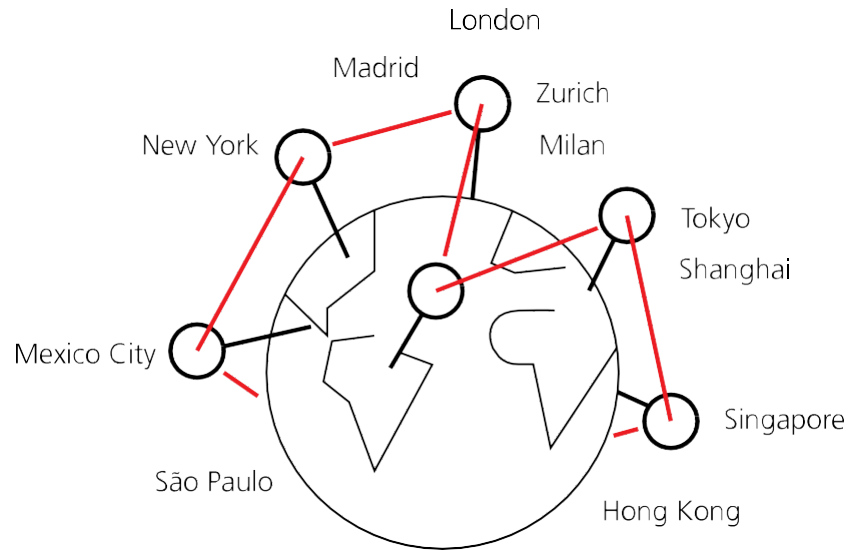 London
Madrid
Zurich
New York
Milan
Tokyo
Shanghai
Mexico City
Singapore
São Paulo
Hong Kong